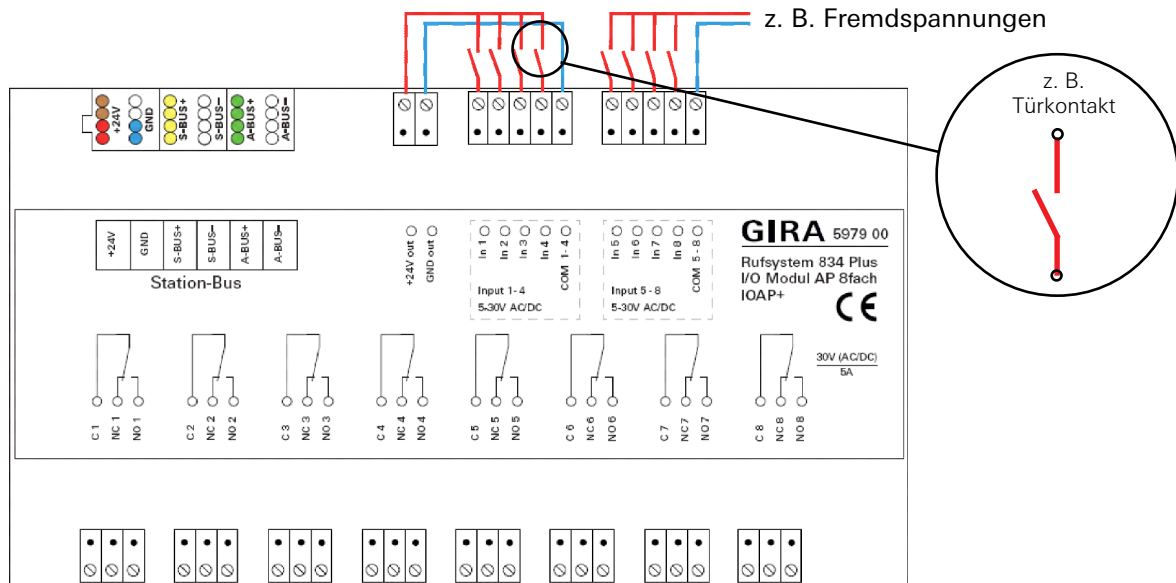 z. B. Fremdspannungen
z. B.
Türkontakt
+24V
GND
S-BUS+
S-BUS−
A-BUS+
A-BUS−
+24V
GND
S-BUS+
S-BUS−
A-BUS+
A-BUS−
Station-Bus
+24V out
GND out
In 1
In 2
In 3
In 4
COM 1-4
Input 1-4
5-30V AC/DC
In 5
In 6
In 7
In 8
COM 5-8
Input 5-8
5-30V AC/DC
GIRA 5979 00
Rufsystem 834 Plus
I/O Modul AP 8fach
IOAP+
CE
30V (AC/DC)
5A
C 1
NC 1
NO 1
C 2
NC 2
NO 2
C 3
NC 3
NO 3
C 4
NC 4
NO 4
C 5
NC 5
NO 5
C 6
NC 6
NO 6
C 7
NC 7
NO 7
C 8
NC 8
NO 8